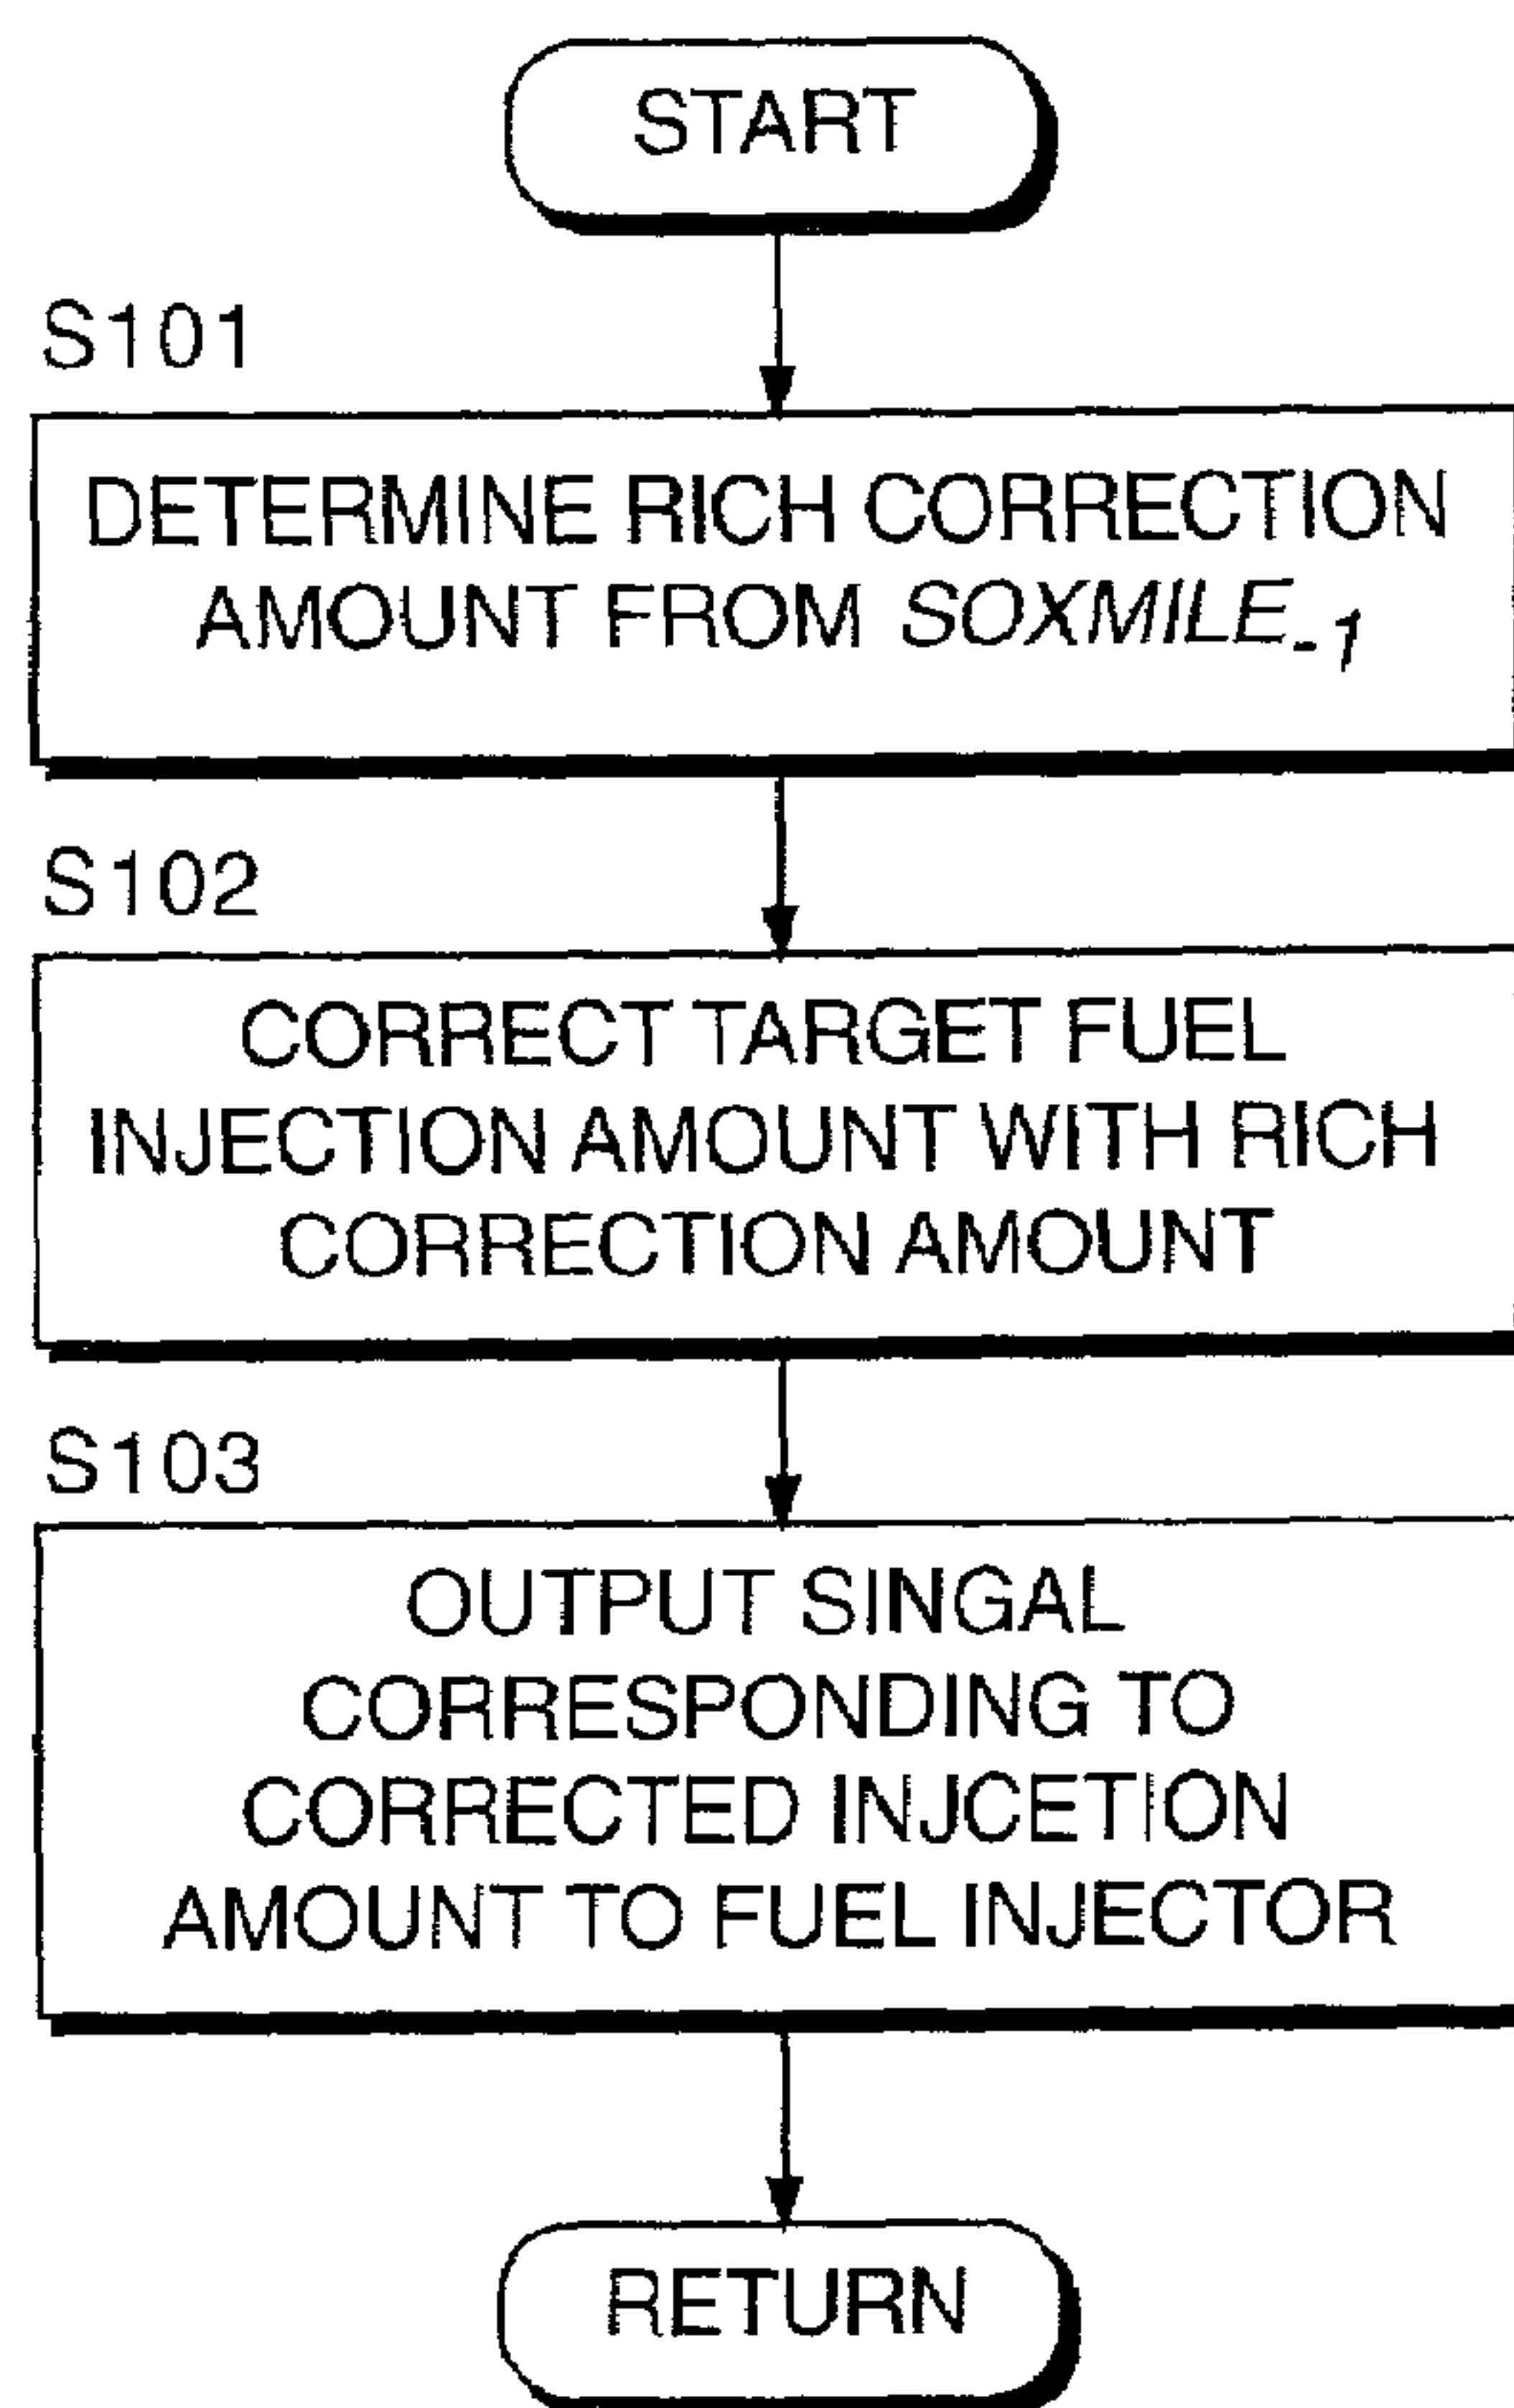 START
S101
DETERMINE RICH CORRECTION
AMOUNT FROM SOXMILE-1
S102
CORRECT TARGET FUEL
INJECTION AMOUNT WITH RICH
CORRECTION AMOUNT
S103
OUTPUT SINGAL
CORRESPONDING TO
CORRECTED INJCETION
AMOUNT TO FUEL INJECTOR
RETURN